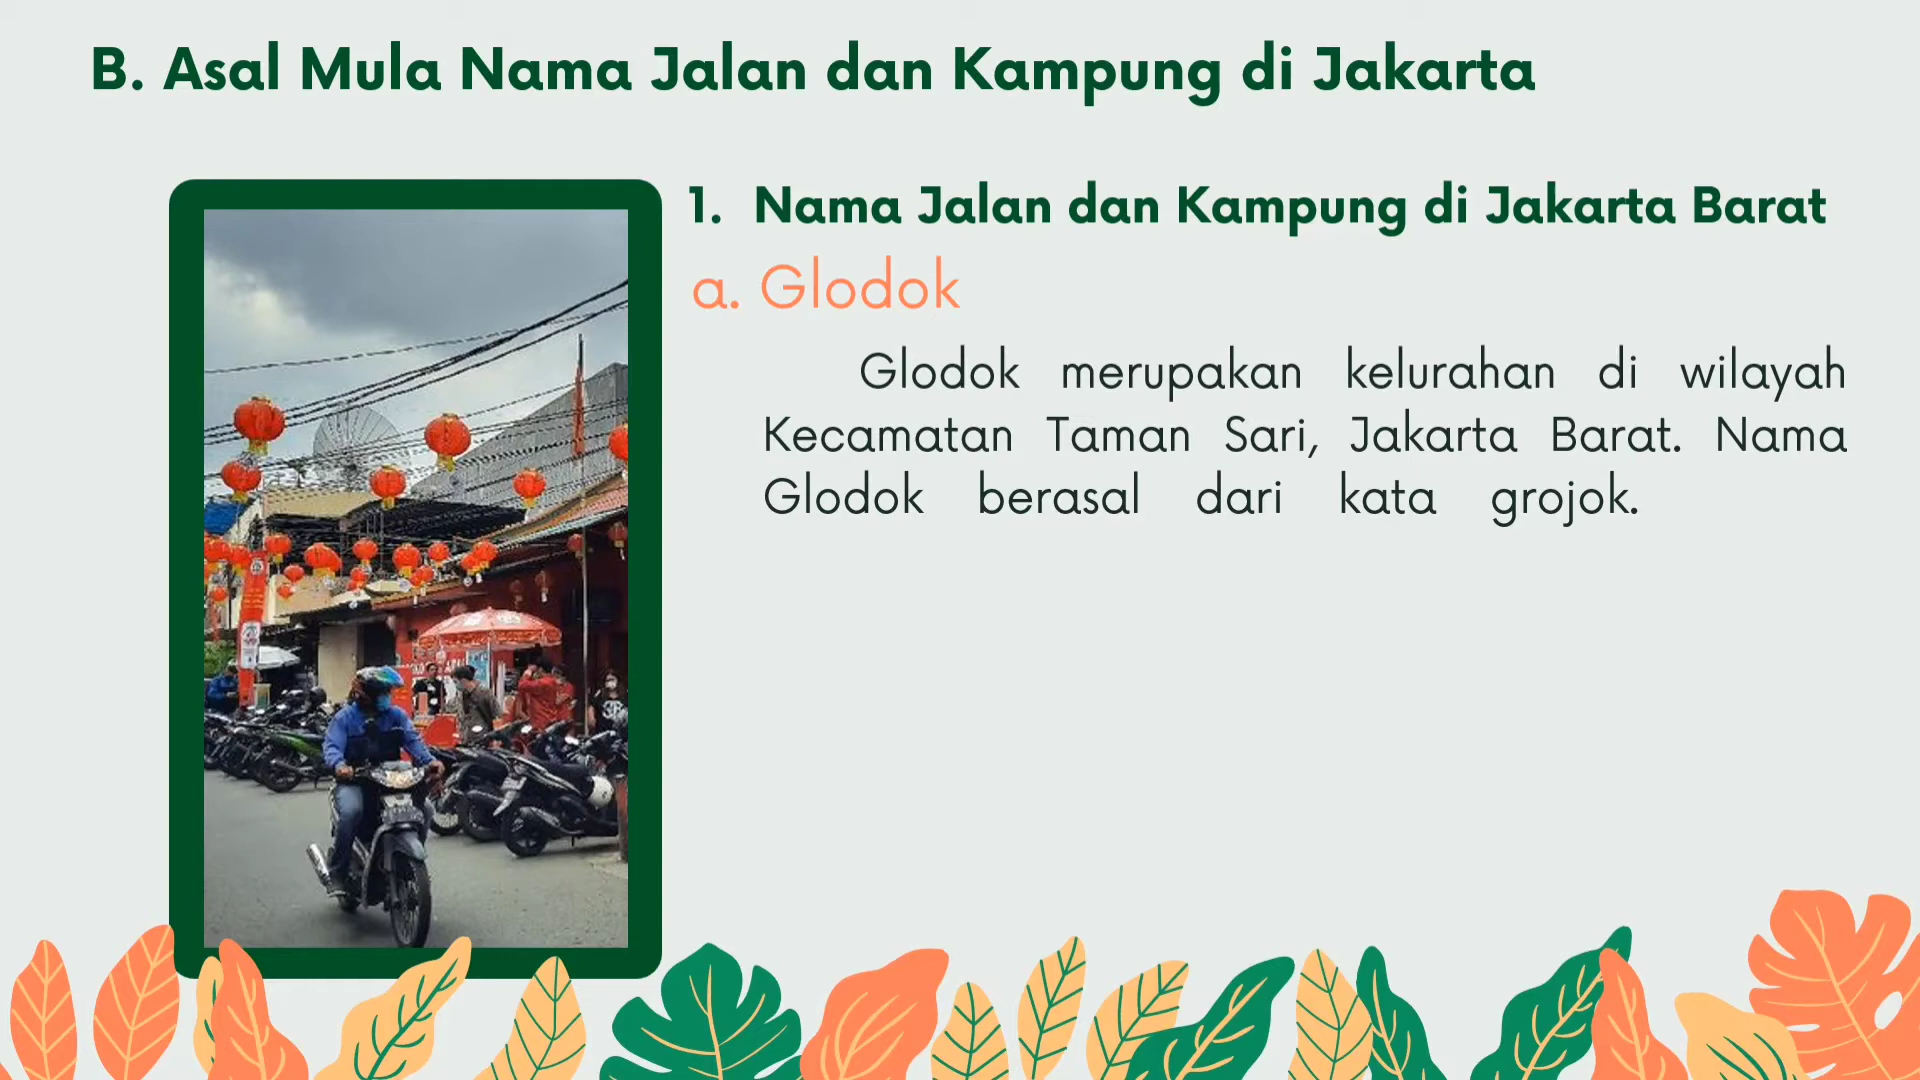 B. Asal Mula Nama Jalan dan Kampung di Jakarta
1. Nama Jalan dan Kampung di Jakarta Barat
a. Glodok
Glodok merupakan kelurahan di wilayah
Kecamatan Taman Sari, Jakarta Barat. Nama
Glodok berasal dari kata grojok.